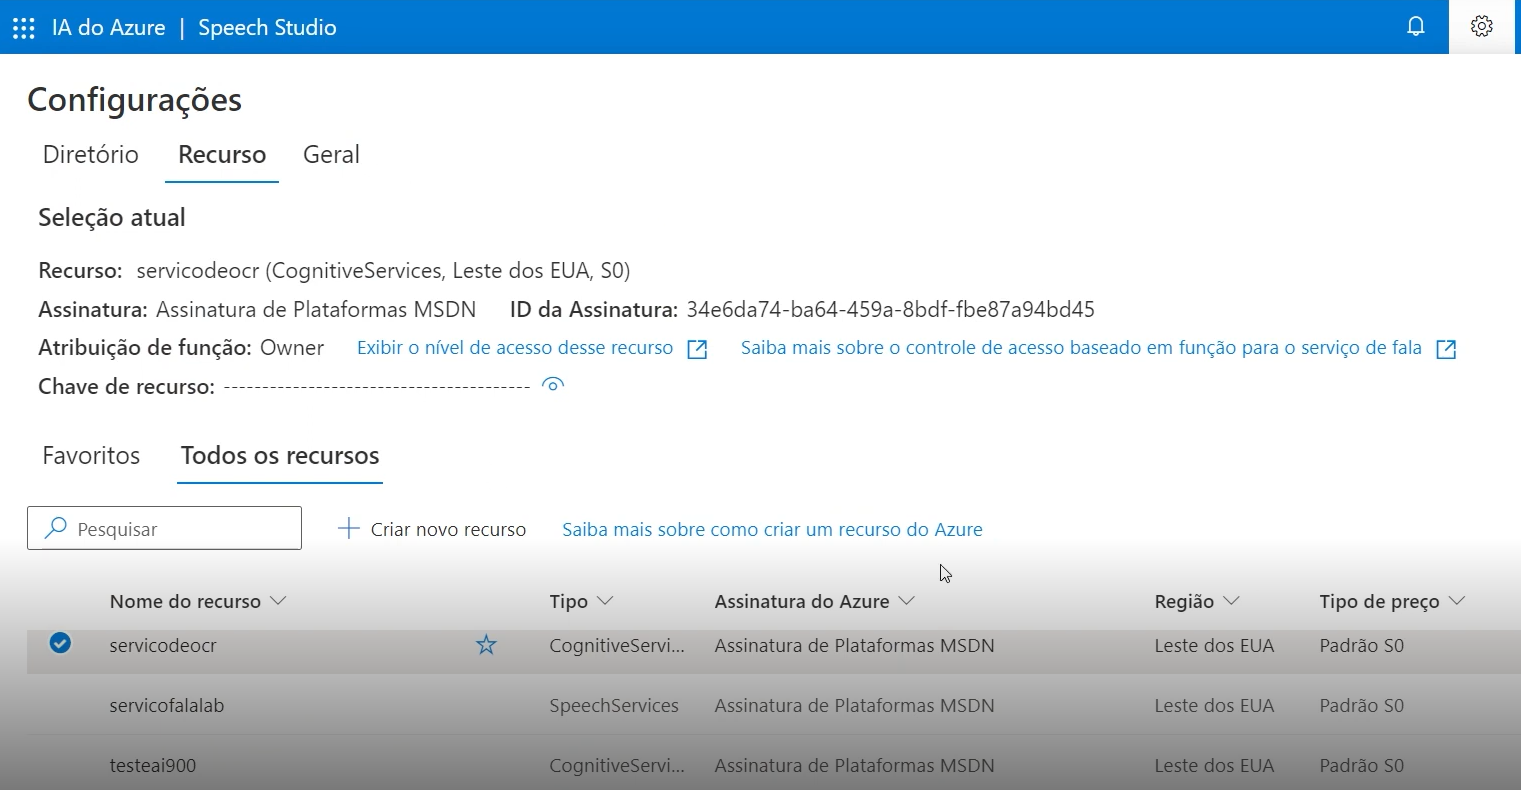 IA do Azure | Speech Studio
Configurações
Diretório Recurso Geral
Seleção atual
Recurso: servicodeocr (CognitiveServices, Leste dos EUA, S0)
Assinatura: Assinatura de Plataformas MSDN ID da Assinatura: 34e6da74-ba64-459a-8bdf-fbe87a94bd45
Atribuição de função: Owner Exibir o nível de acesso desse recurso Saiba mais sobre o controle de acesso baseado em função para o serviço de fala
Chave de recurso: ----------------------------------------
Favoritos Todos os recursos
Pesquisar Criar novo recurso Saiba mais sobre como criar um recurso do Azure
Nome do recurso Tipo Assinatura do Azure Região Tipo de preço
servicodeocr CognitiveServi... Assinatura de Plataformas MSDN Leste dos EUA Padrão S0
servicofalalab SpeechServices Assinatura de Plataformas MSDN Leste dos EUA Padrão S0
testeai900 CognitiveServi... Assinatura de Plataformas MSDN Leste dos EUA Padrão S0